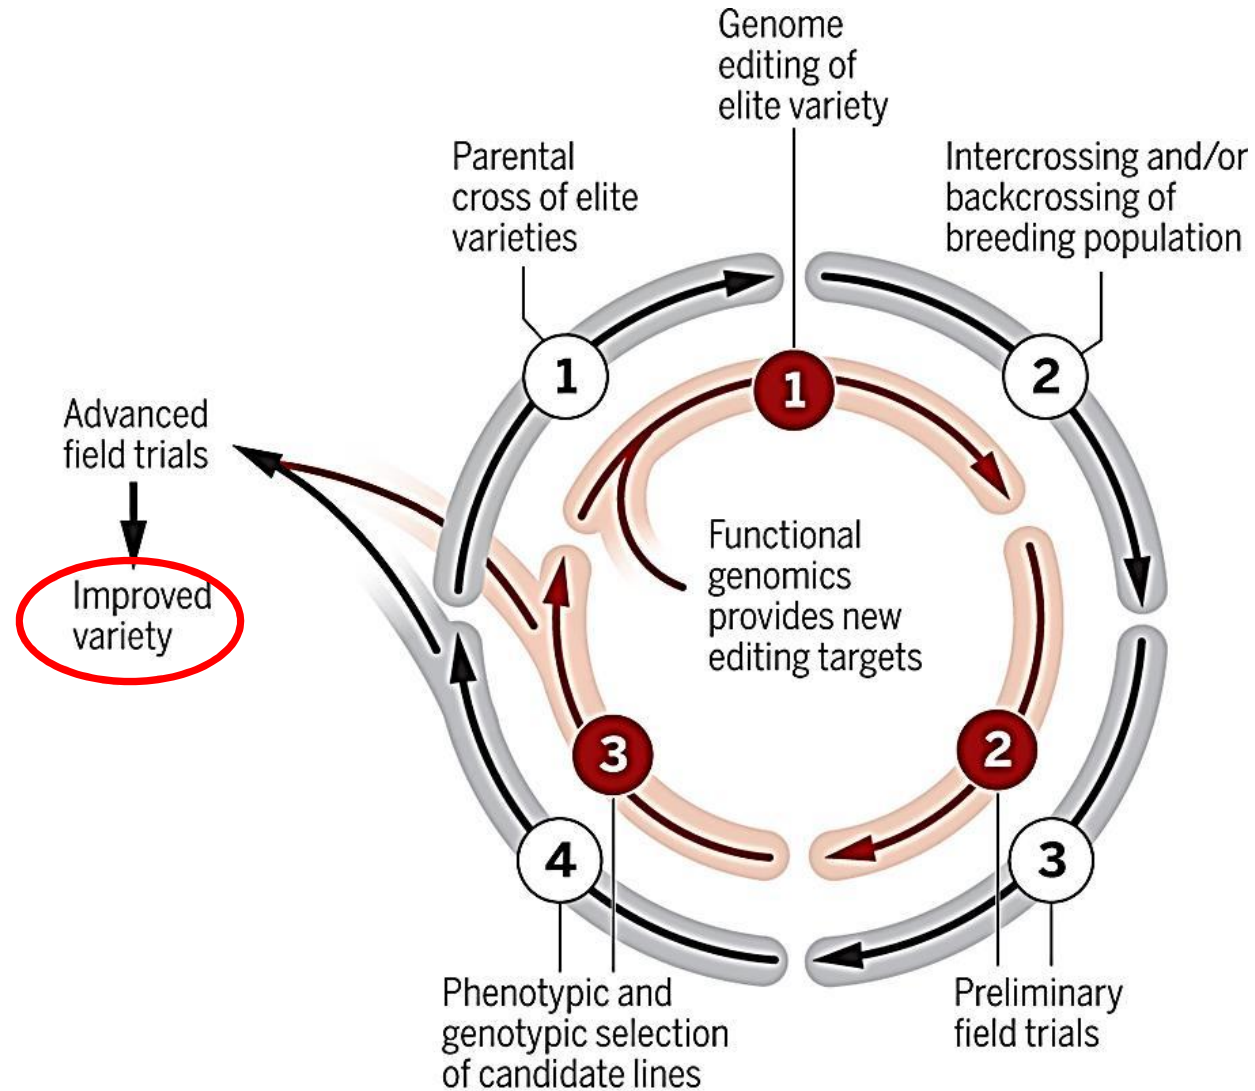 Genome
editing of
elite variety
Parental
cross of elite
varieties
Intercrossing and/or
backcrossing of
breeding population
1
1
2
Advanced
field trials
Improved
variety
Functional
genomics
provides new
editing targets
3
2
4
3
Phenotypic and
genotypic selection
of candidate lines
Preliminary
field trials